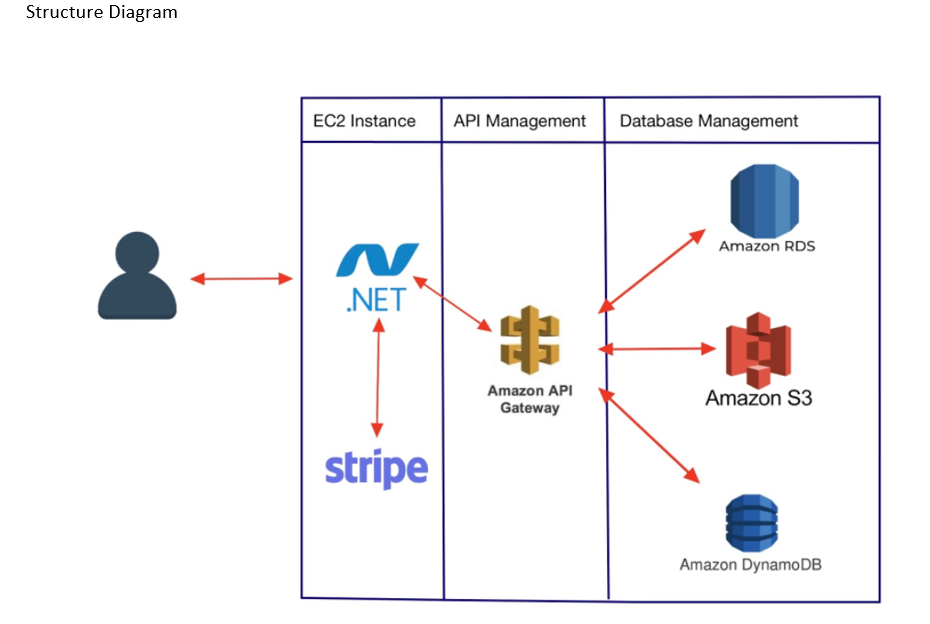 Structure Diagram
EC2 Instance
API Management
Database Management
Amazon RDS
.NET
Amazon API
Gateway
Amazon S3
stripe
Amazon DynamoDB